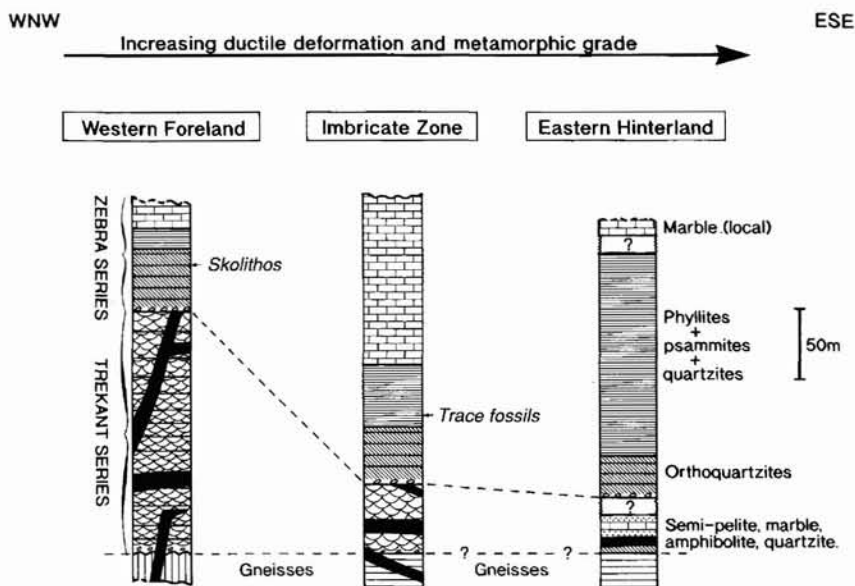 WNW
ESE
Increasing ductile deformation and metamorphic grade
Western Foreland
Imbricate Zone
Eastern Hinterland
ZEBRA SERIES
TREKANT SERIES
Skolithos
Trace fossils
?
Marble (local)
Phyllites
+
psammites
+
quartzites
50m
Orthoquartzites
?
Semi-pelite, marble,
amphibolite, quartzite.
Gneisses
?
Gneisses
?